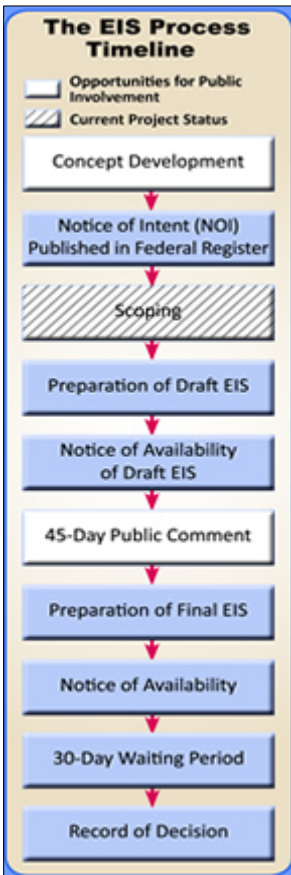 The EIS Process
Timeline
Opportunities for Public
Involvement
Current Project Status
Concept Development
Notice of Intent (NOI)
Published in Federal Register
Scoping
Preparation of Draft EIS
Notice of Availability
of Draft EIS
45-Day Public Comment
Preparation of Final EIS
Notice of Availability
30-Day Waiting Period
Record of Decision